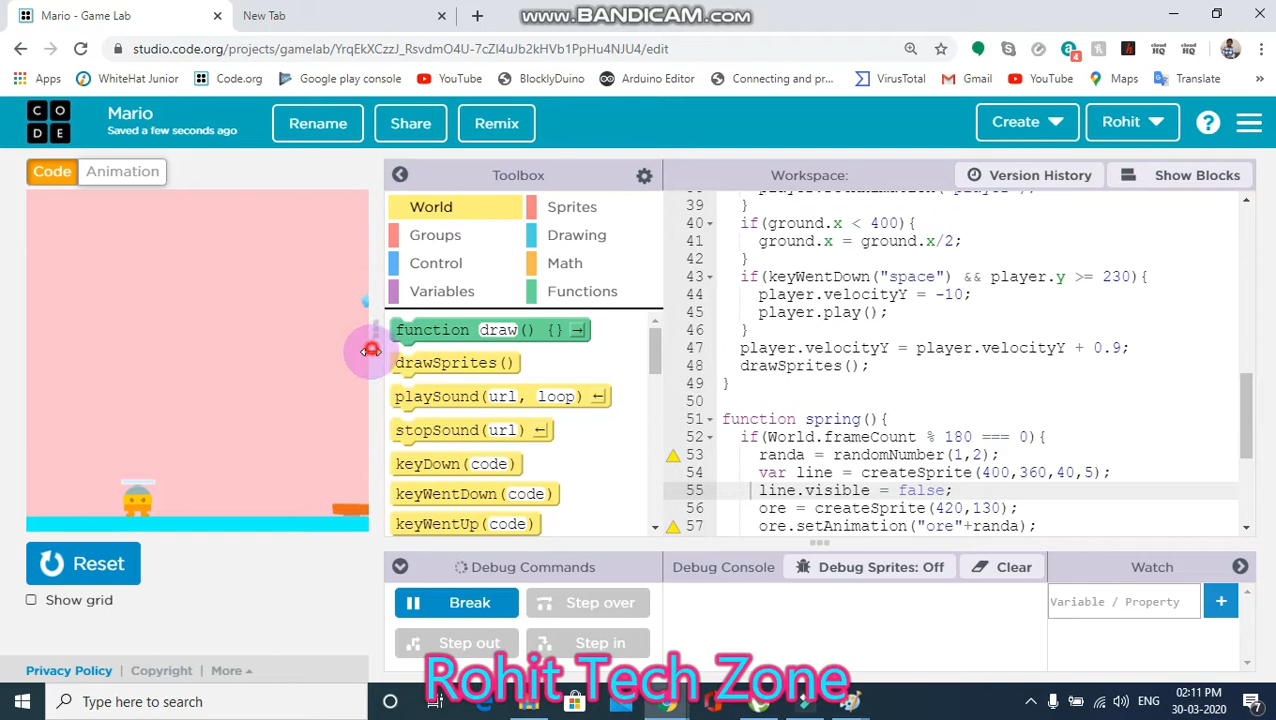 Mario - Game Lab
New Tab
www.BANDICAM.com
studio.code.org/projects/gamelab/YrqEkXCzzJ_RsvdmO4U-7cZl4uJb2kHVb1PpHu4NJU4/edit
Apps
WhiteHat Junior
Code.org
Google play console
YouTube
BlocklyDuino
Arduino Editor
Connecting and pr...
VirusTotal
Gmail
YouTube
Maps
Translate
C O D E
Mario
Saved a few seconds ago
Rename
Share
Remix
Create
Rohit
Code
Animation
Toolbox
Workspace:
Version History
Show Blocks
World
Sprites
Groups
Drawing
Control
Math
Variables
Functions
function draw() {}
drawSprites()
playSound(url, loop)
stopSound(url)
keyDown(code)
keyWentDown(code)
keyWentUp(code)
39 }
40 if(ground.x < 400){
41 ground.x = ground.x/2;
42 }
43 if(keyWentDown("space") && player.y >= 230){
44 player.velocityY = -10;
45 player.play();
46 }
47 player.velocityY = player.velocityY + 0.9;
48 drawSprites();
49 }
50
51 function spring(){
52 if(World.frameCount % 180 === 0){
53 randa = randomNumber(1,2);
54 var line = createSprite(400,360,40,5);
55 line.visible = false;
56 ore = createSprite(420,130);
57 ore.setAnimation("ore"+randa);
Reset
Show grid
Debug Commands
Debug Console
Debug Sprites: Off
Clear
Watch
Break
Step over
Step out
Step in
Variable / Property
Privacy Policy
Copyright
More
Rohit Tech Zone
Type here to search
ENG
02:11 PM
30-03-2020
7